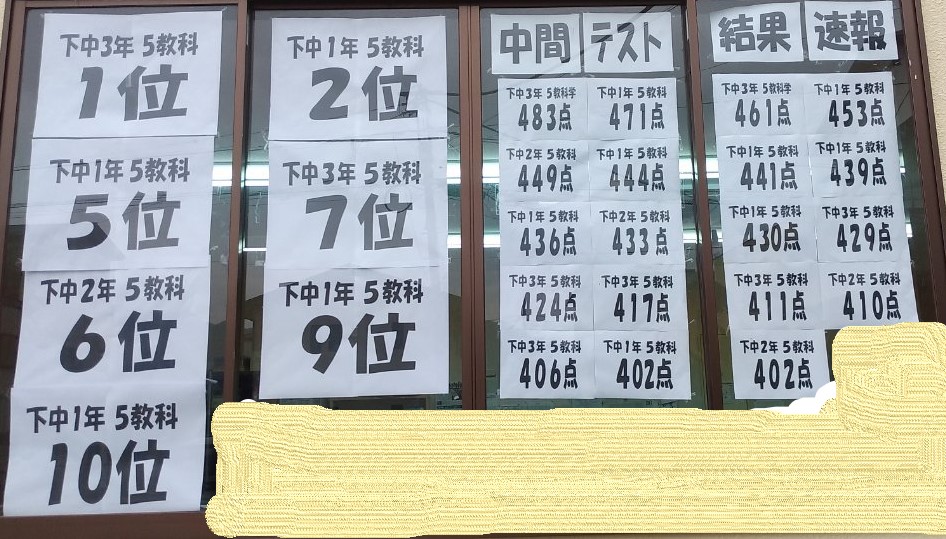 下中3年 5教科
1位
下中1年 5教科
5位
下中2年 5教科
6位
下中1年 5教科
10位
下中1年 5教科
2位
下中3年 5教科
7位
下中1年 5教科
9位
中間テスト
結果速報
下中3年 5教科学
483点
下中1年 5教科
471点
下中2年 5教科
449点
下中1年 5教科
444点
下中1年 5教科
436点
下中2年 5教科
433点
下中3年 5教科
424点
下中3年 5教科
417点
下中3年 5教科
406点
下中1年 5教科
402点
下中3年 5教科学
461点
下中1年 5教科
453点
下中1年 5教科
441点
下中1年 5教科
439点
下中1年 5教科
430点
下中3年 5教科
429点
下中3年 5教科
411点
下中2年 5教科
410点
下中2年 5教科
402点